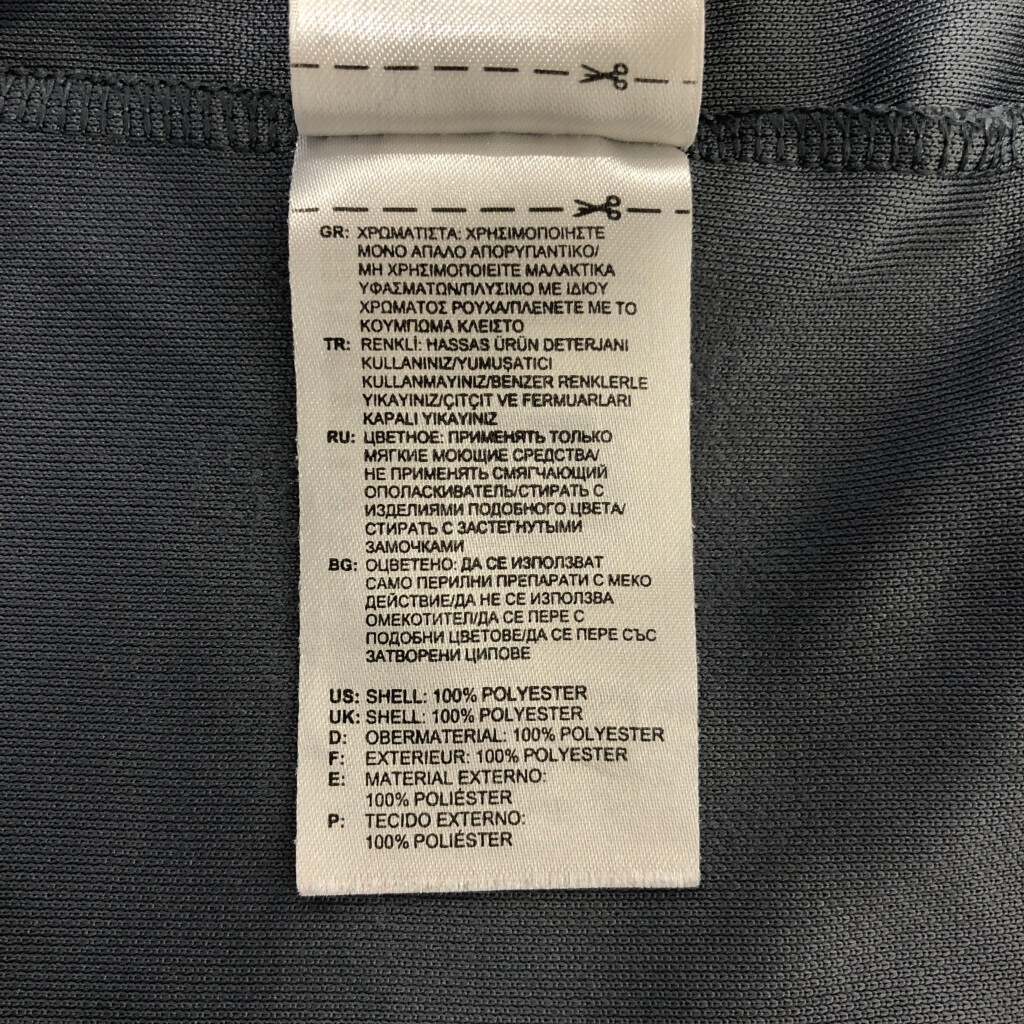 GR: ΧΡΩΜΑΤΙΣΤΑ: ΧΡΗΣΙΜΟΠΟΙΗΣΤΕ
ΜΟΝΟ ΑΠΑΛΟ ΑΠΟΡΥΠΑΝΤΙΚΟ/
ΜΗ ΧΡΗΣΙΜΟΠΟΙΕΙΤΕ ΜΑΛΑΚΤΙΚΑ
ΥΦΑΣΜΑΤΩΝ/ΠΛΥΣΙΜΟ ΜΕ ΙΔΙΟΥ
ΧΡΩΜΑΤΟΣ ΡΟΥΧΑ/ΠΛΕΝΕΤΕ ΜΕ ΤΟ
ΚΟΥΜΠΩΜΑ ΚΛΕΙΣΤΟ
TR: RENKLİ: HASSAS ÜRÜN DETERJANI
KULLANINIZ/YUMUŞATICI
KULLANMAYINIZ/BENZER RENKLERLE
YIKAYINIZ/ÇITÇIT VE FERMUARLARI
KAPALI YIKAYINIZ
RU: ЦВЕТНОЕ: ПРИМЕНЯТЬ ТОЛЬКО
МЯГКИЕ МОЮЩИЕ СРЕДСТВА/
НЕ ПРИМЕНЯТЬ СМЯГЧАЮЩИЙ
ОПОЛАСКИВАТЕЛЬ/СТИРАТЬ С
ИЗДЕЛИЯМИ ПОДОБНОГО ЦВЕТА/
СТИРАТЬ С ЗАСТЕГНУТЫМИ
ЗАМОЧКАМИ
BG: ОЦВЕТЕНО: ДА СЕ ИЗПОЛЗВАТ
САМО ПЕРИЛНИ ПРЕПАРАТИ С МЕКО
ДЕЙСТВИЕ/ДА НЕ СЕ ИЗПОЛЗВА
ОМЕКОТИТЕЛ/ДА СЕ ПЕРЕ С
ПОДОБНИ ЦВЕТОВЕ/ДА СЕ ПЕРЕ СЪС
ЗАТВОРЕНИ ЦИПОВЕ
US: SHELL: 100% POLYESTER
UK: SHELL: 100% POLYESTER
D: OBERMATERIAL: 100% POLYESTER
F: EXTERIEUR: 100% POLYESTER
E: MATERIAL EXTERNO:
100% POLIÉSTER
P: TECIDO EXTERNO:
100% POLIÉSTER